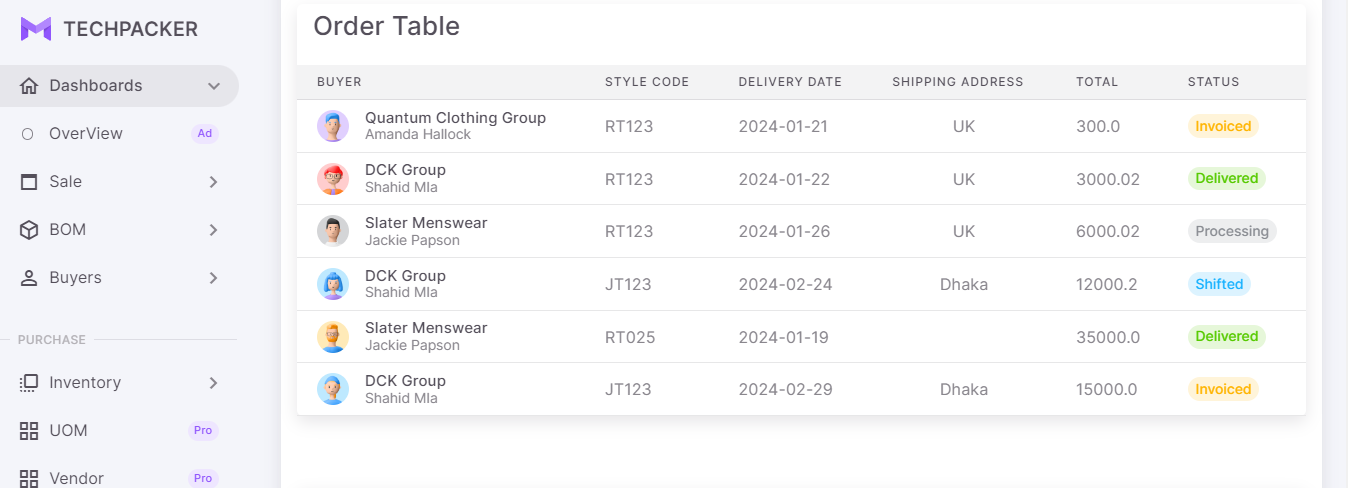 TECHPACKER
Dashboards
OverView Ad
Sale
BOM
Buyers
PURCHASE
Inventory
UOM Pro
Vendor Pro
Order Table
BUYER STYLE CODE DELIVERY DATE SHIPPING ADDRESS TOTAL STATUS
Quantum Clothing Group
Amanda Hallock
RT123 2024-01-21 UK 300.0 Invoiced
DCK Group
Shahid Mla
RT123 2024-01-22 UK 3000.02 Delivered
Slater Menswear
Jackie Papson
RT123 2024-01-26 UK 6000.02 Processing
DCK Group
Shahid Mla
JT123 2024-02-24 Dhaka 12000.2 Shifted
Slater Menswear
Jackie Papson
RT025 2024-01-19 35000.0 Delivered
DCK Group
Shahid Mla
JT123 2024-02-29 Dhaka 15000.0 Invoiced